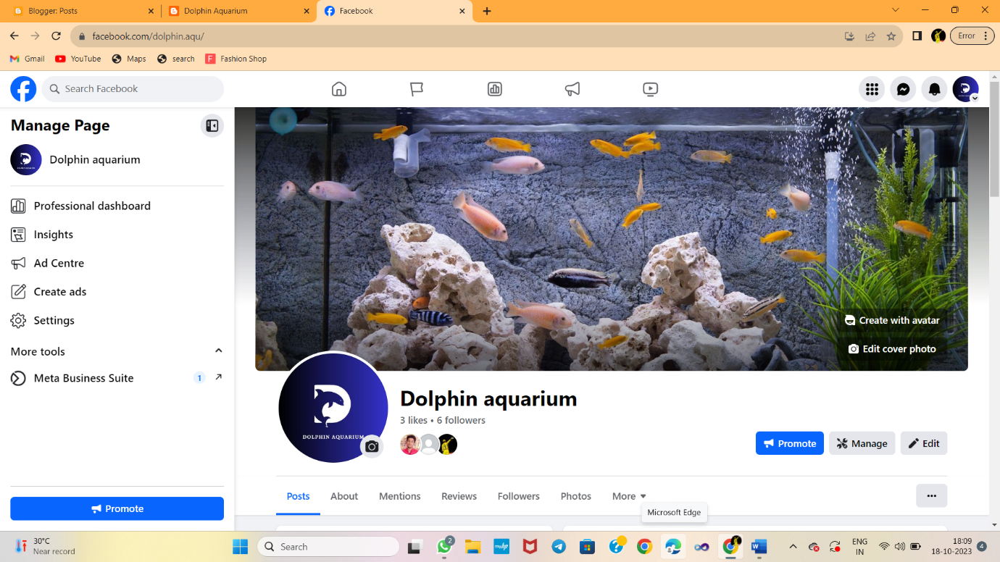 Blogger: Posts
Dolphin Aquarium
Facebook
facebook.com/dolphin.aqu/
Error
Gmail
YouTube
Maps
search
F Fashion Shop
Search Facebook
Manage Page
Dolphin aquarium
Professional dashboard
Insights
Ad Centre
Create ads
Settings
More tools
Meta Business Suite
1
Promote
Create with avatar
Edit cover photo
DOLPHIN AQUARIUM
Dolphin aquarium
3 likes • 6 followers
Promote
Manage
Edit
Posts
About
Mentions
Reviews
Followers
Photos
More
Microsoft Edge
30°C
Near record
Search
2
myhp
ENG
IN
18:09
18-10-2023
4